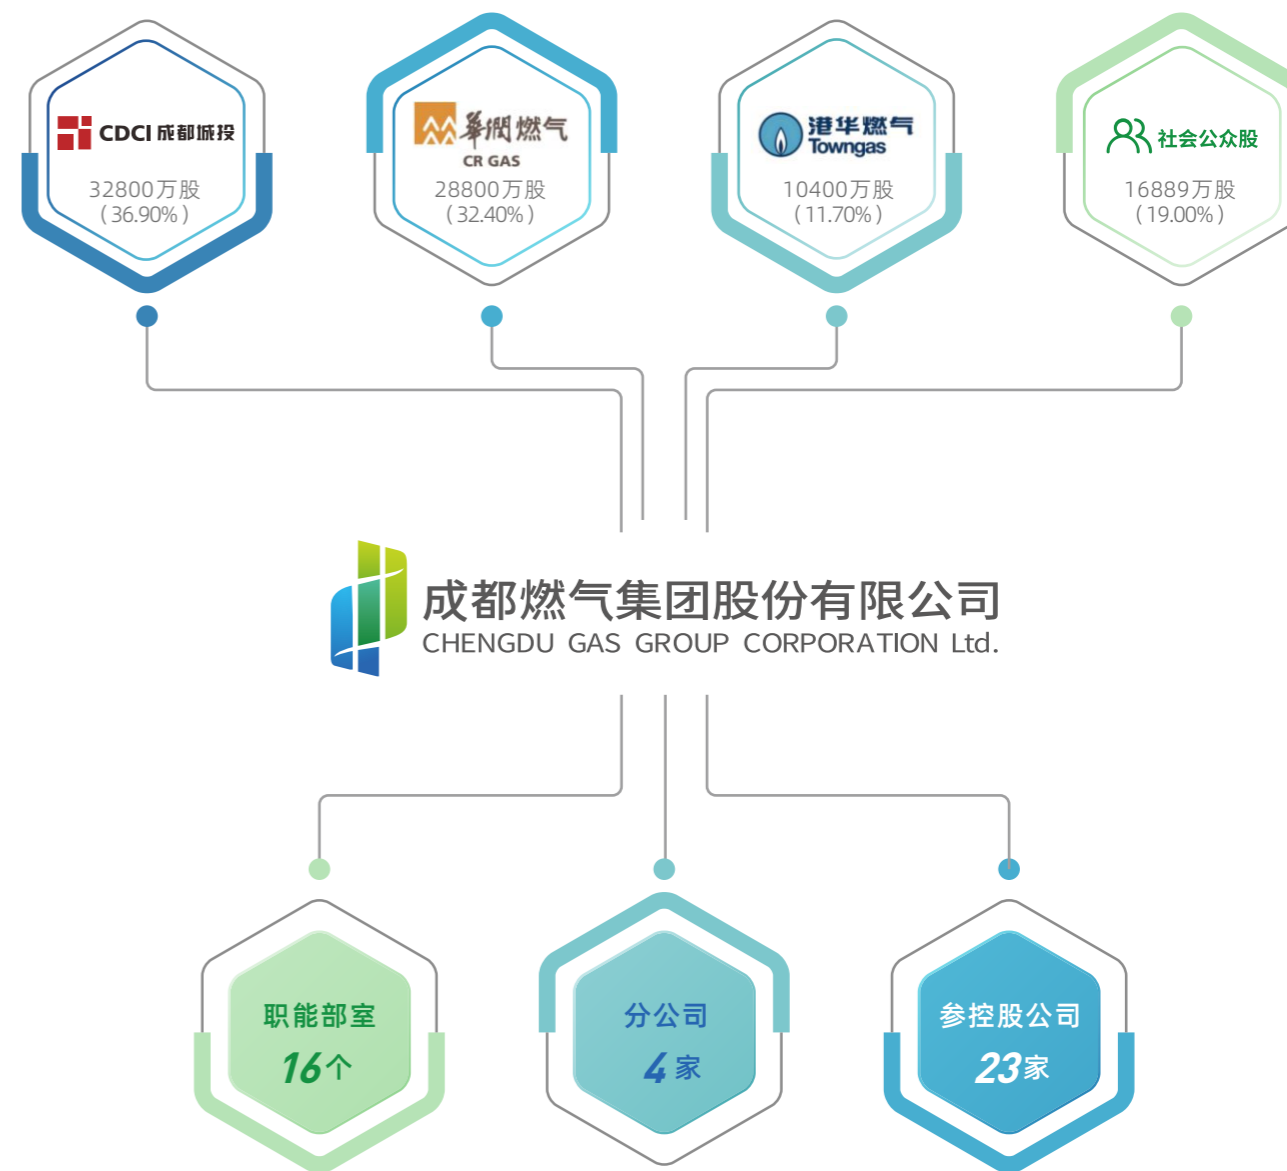 CDCI 成都城投
32800万股
(36.90%)
華潤燃气
CR GAS
28800万股
(32.40%)
港华燃气
Towngas
10400万股
(11.70%)
社会公众股
16889万股
(19.00%)
成都燃气集团股份有限公司
CHENGDU GAS GROUP CORPORATION Ltd.
职能部室
16个
分公司
4家
参控股公司
23家